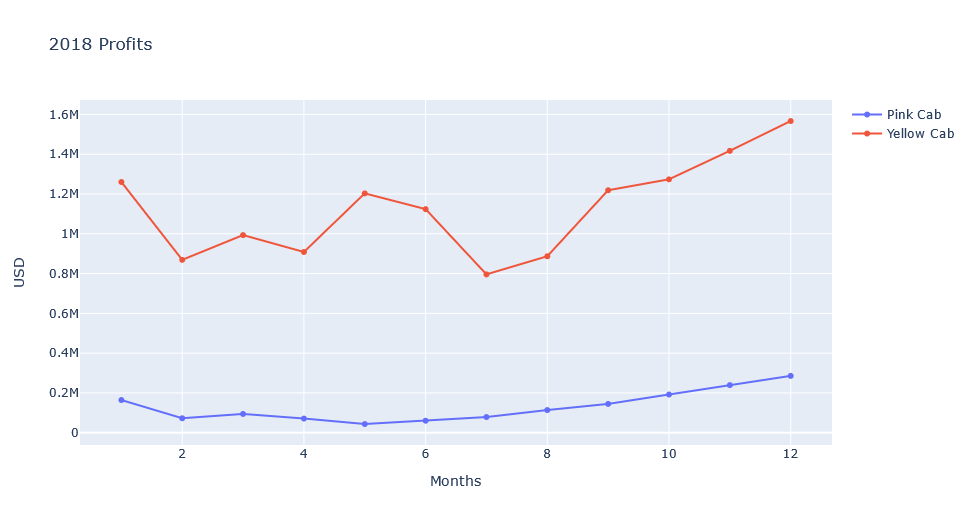 2018 Profits
1.6M
1.4M
1.2M
1M
0.8M
0.6M
0.4M
0.2M
0
USD
2 4 6 8 10 12
Months
Pink Cab
Yellow Cab